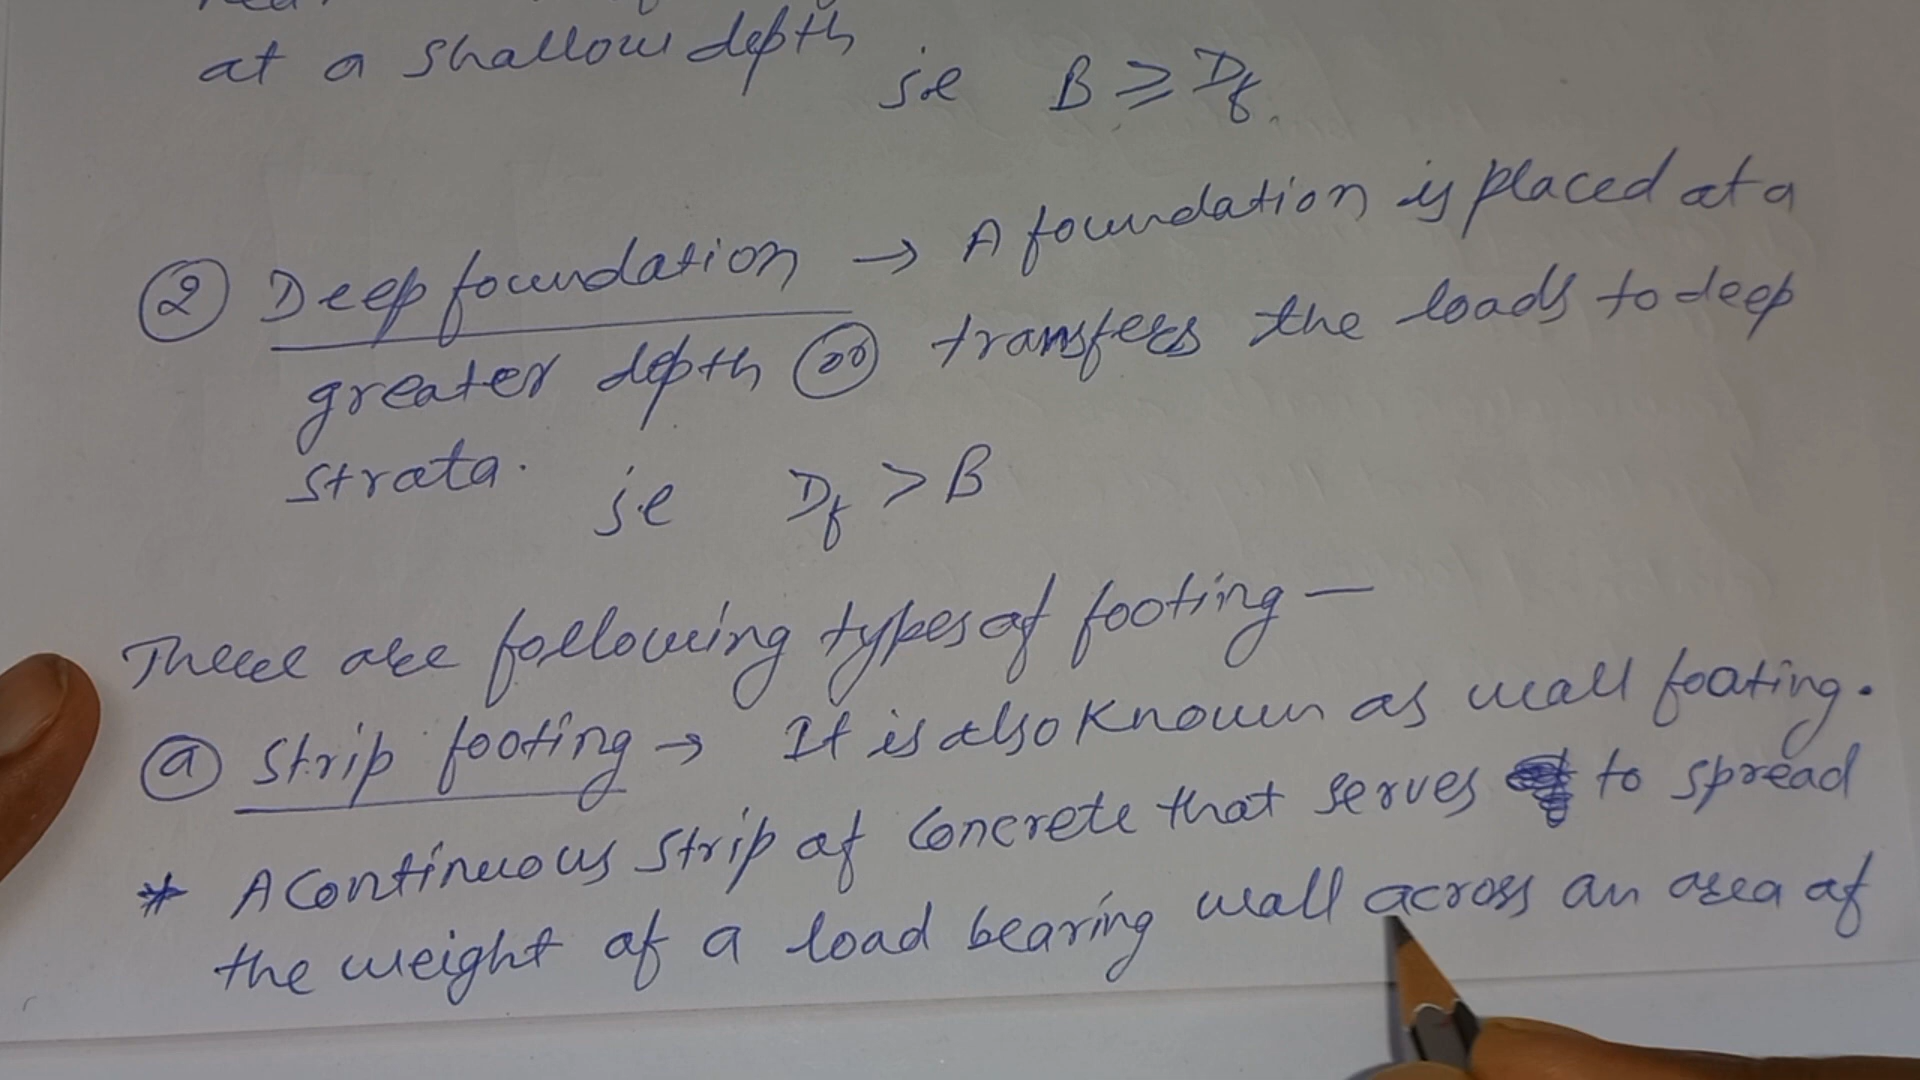 at a shallow depth ie B ≥ Df.
② Deep foundation → A foundation is placed at a
greater depth or transfers the loads to deep
strata. ie Df > B
There are following types of footing —
ⓐ Strip footing → It is also known as wall footing.
* A continuous strip of concrete that serves to spread
the weight of a load bearing wall across an area of